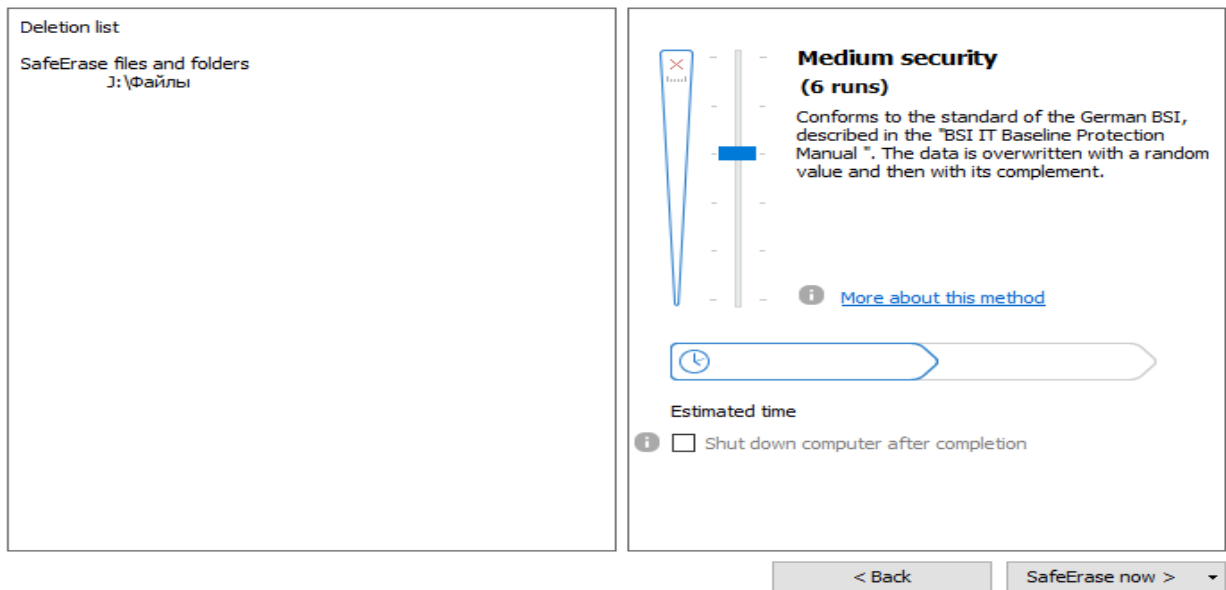 Deletion list
SafeErase files and folders
J:\Файлы
Medium security
(6 runs)
Conforms to the standard of the German BSI,
described in the "BSI IT Baseline Protection
Manual ". The data is overwritten with a random
value and then with its complement.
More about this method
Estimated time
Shut down computer after completion
< Back
SafeErase now >